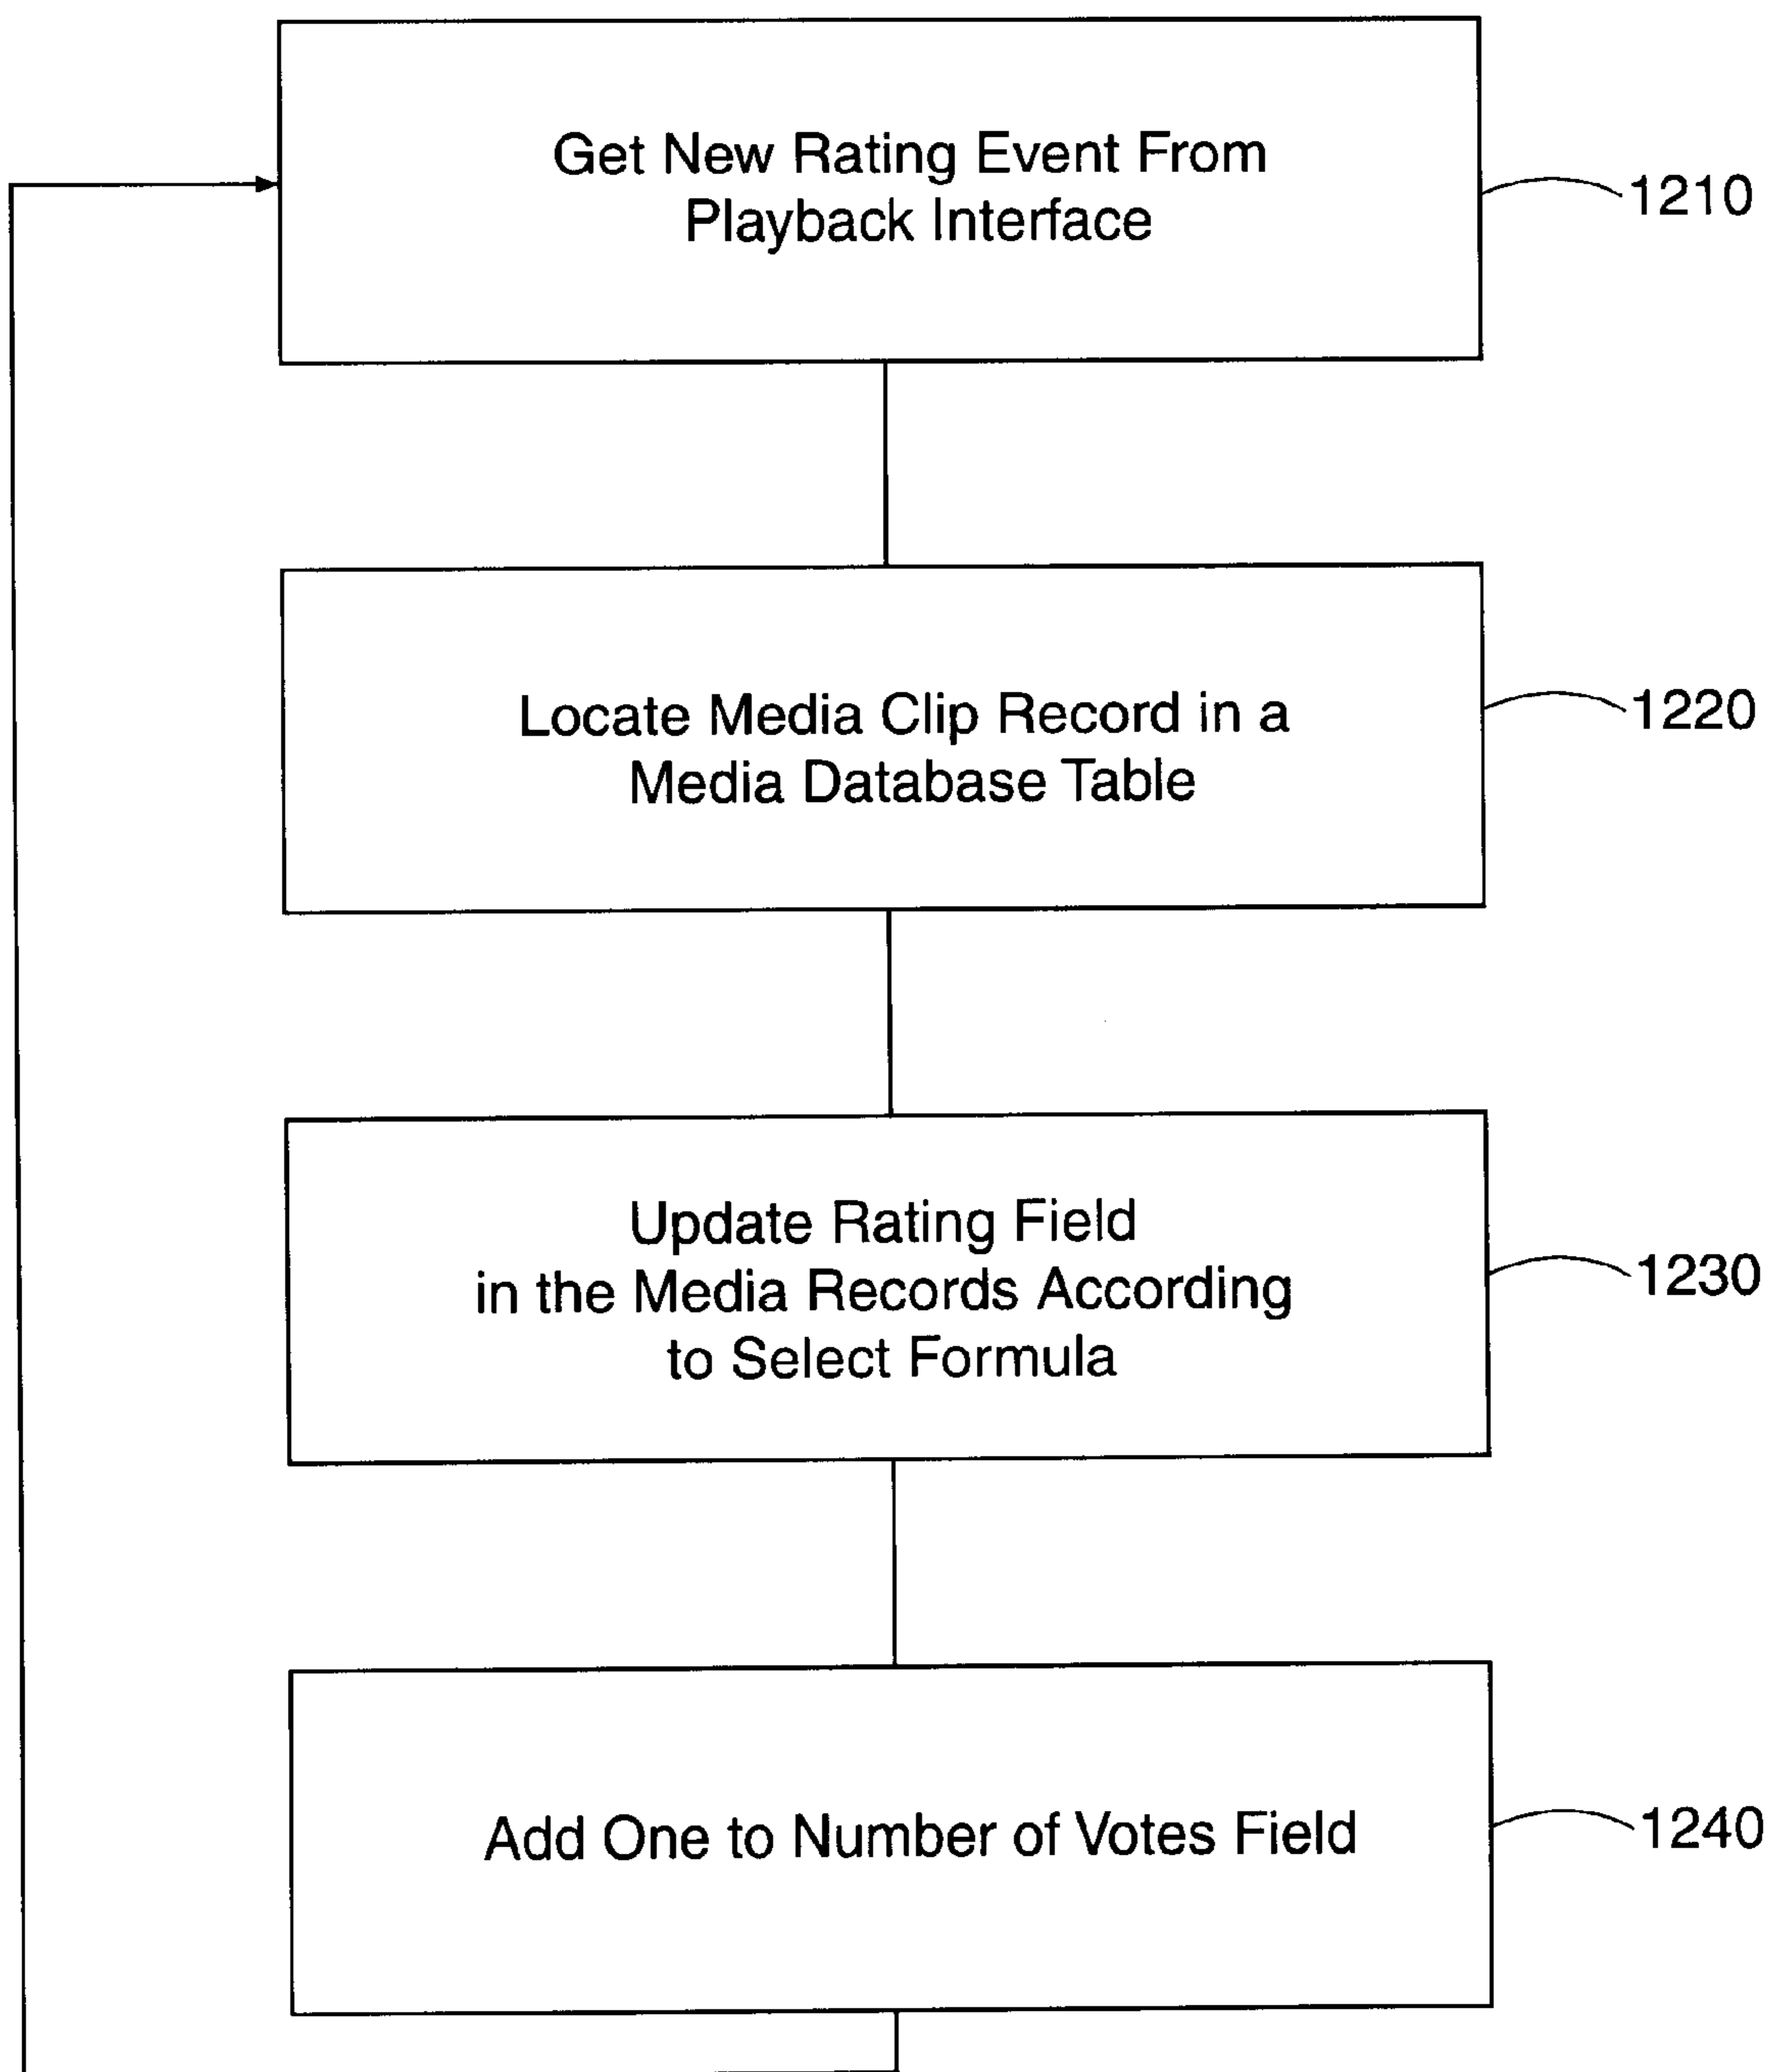 Get New Rating Event From
Playback Interface
1210
Locate Media Clip Record in a
Media Database Table
1220
Update Rating Field
in the Media Records According
to Select Formula
1230
Add One to Number of Votes Field
1240